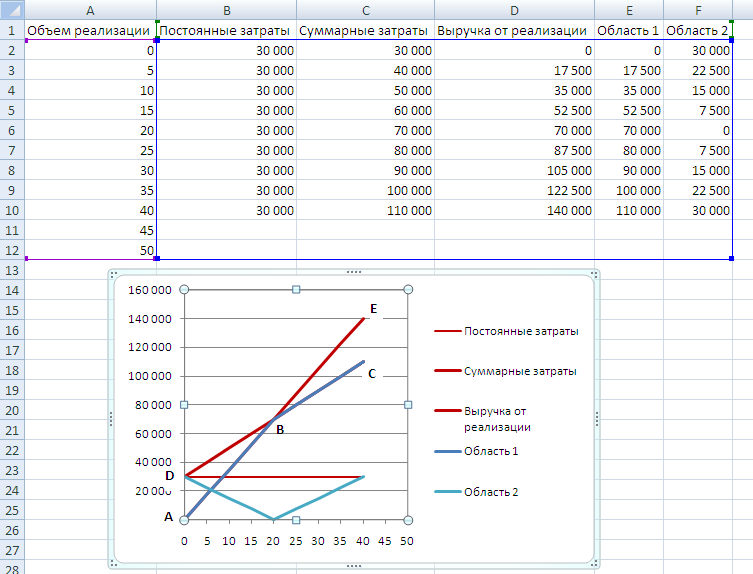 A B C D E F
1 Объем реализации Постоянные затраты Суммарные затраты Выручка от реализации Область 1 Область 2
2 0 30 000 30 000 0 0 30 000
3 5 30 000 40 000 17 500 17 500 22 500
4 10 30 000 50 000 35 000 35 000 15 000
5 15 30 000 60 000 52 500 52 500 7 500
6 20 30 000 70 000 70 000 70 000 0
7 25 30 000 80 000 87 500 80 000 7 500
8 30 30 000 90 000 105 000 90 000 15 000
9 35 30 000 100 000 122 500 100 000 22 500
10 40 30 000 110 000 140 000 110 000 30 000
11 45
12 50
13
14
15
16
17
18
19
20
21
22
23
24
25
26
27
28
160 000
140 000
120 000
100 000
80 000
60 000
40 000
20 000
E
C
B
D
A
0 5 10 15 20 25 30 35 40 45 50
Постоянные затраты
Суммарные затраты
Выручка от
реализации
Область 1
Область 2